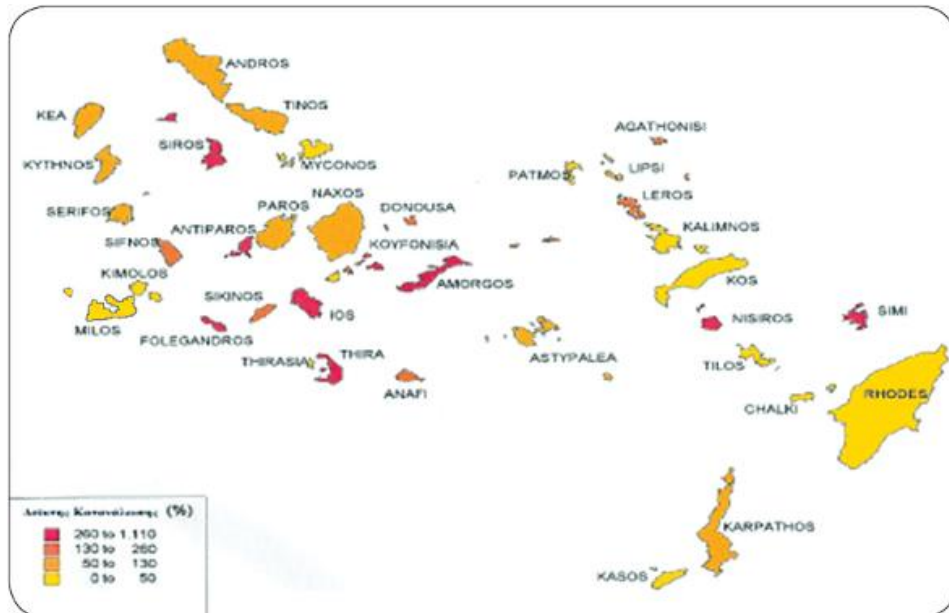 ANDROS
TINOS
KEA
SIROS
MYCONOS
KYTHNOS
AGATHONISI
LIPSI
PATMOS
LEROS
NAXOS
PAROS
DONOUSA
SERIFOS
ANTIPAROS
SIFNOS
KOYFONISIA
KALIMNOS
KIMOLOS
AMORGOS
KOS
SIKINOS
IOS
MILOS
FOLEGANDROS
NISIROS
SIMI
THIRASIA
THIRA
ASTYPALEA
TILOS
ANAFI
CHALKI
RHODES
KARPATHOS
KASOS
Δείκτης Κατανάλωσης (%)
260 to 1.110
130 to 260
50 to 130
0 to 50